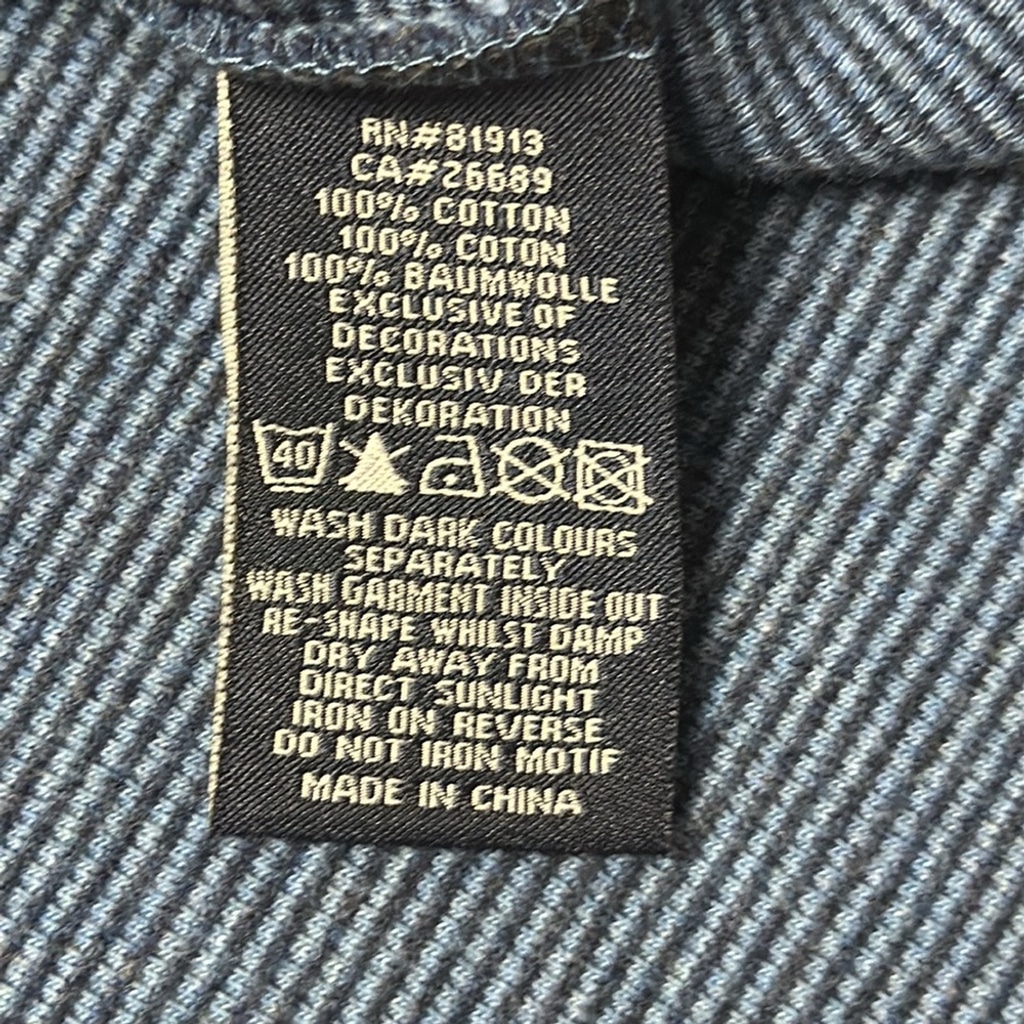 RN#81913
CA#26689
100% COTTON
100% COTON
100% BAUMWOLLE
EXCLUSIVE OF
DECORATIONS
EXCLUSIV DER
DEKORATION
40
WASH DARK COLOURS
SEPARATELY
WASH GARMENT INSIDE OUT
RE-SHAPE WHILST DAMP
DRY AWAY FROM
DIRECT SUNLIGHT
IRON ON REVERSE
DO NOT IRON MOTIF
MADE IN CHINA